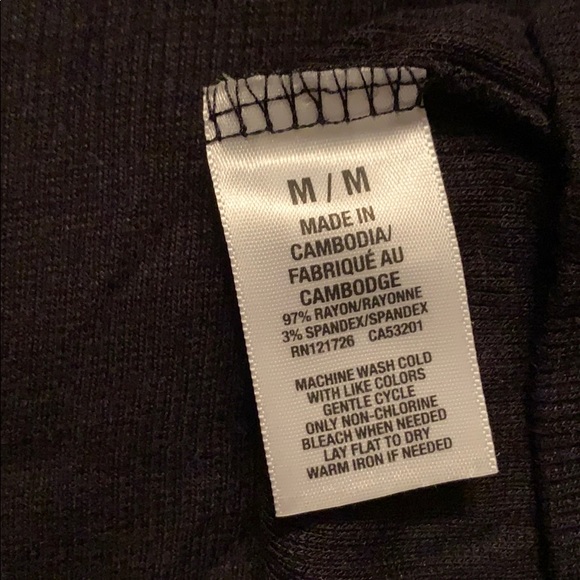 M / M
MADE IN
CAMBODIA/
FABRIQUÉ AU
CAMBODGE
97% RAYON/RAYONNE
3% SPANDEX/SPANDEX
RN121726 CA53201
MACHINE WASH COLD
WITH LIKE COLORS
GENTLE CYCLE
ONLY NON-CHLORINE
BLEACH WHEN NEEDED
LAY FLAT TO DRY
WARM IRON IF NEEDED